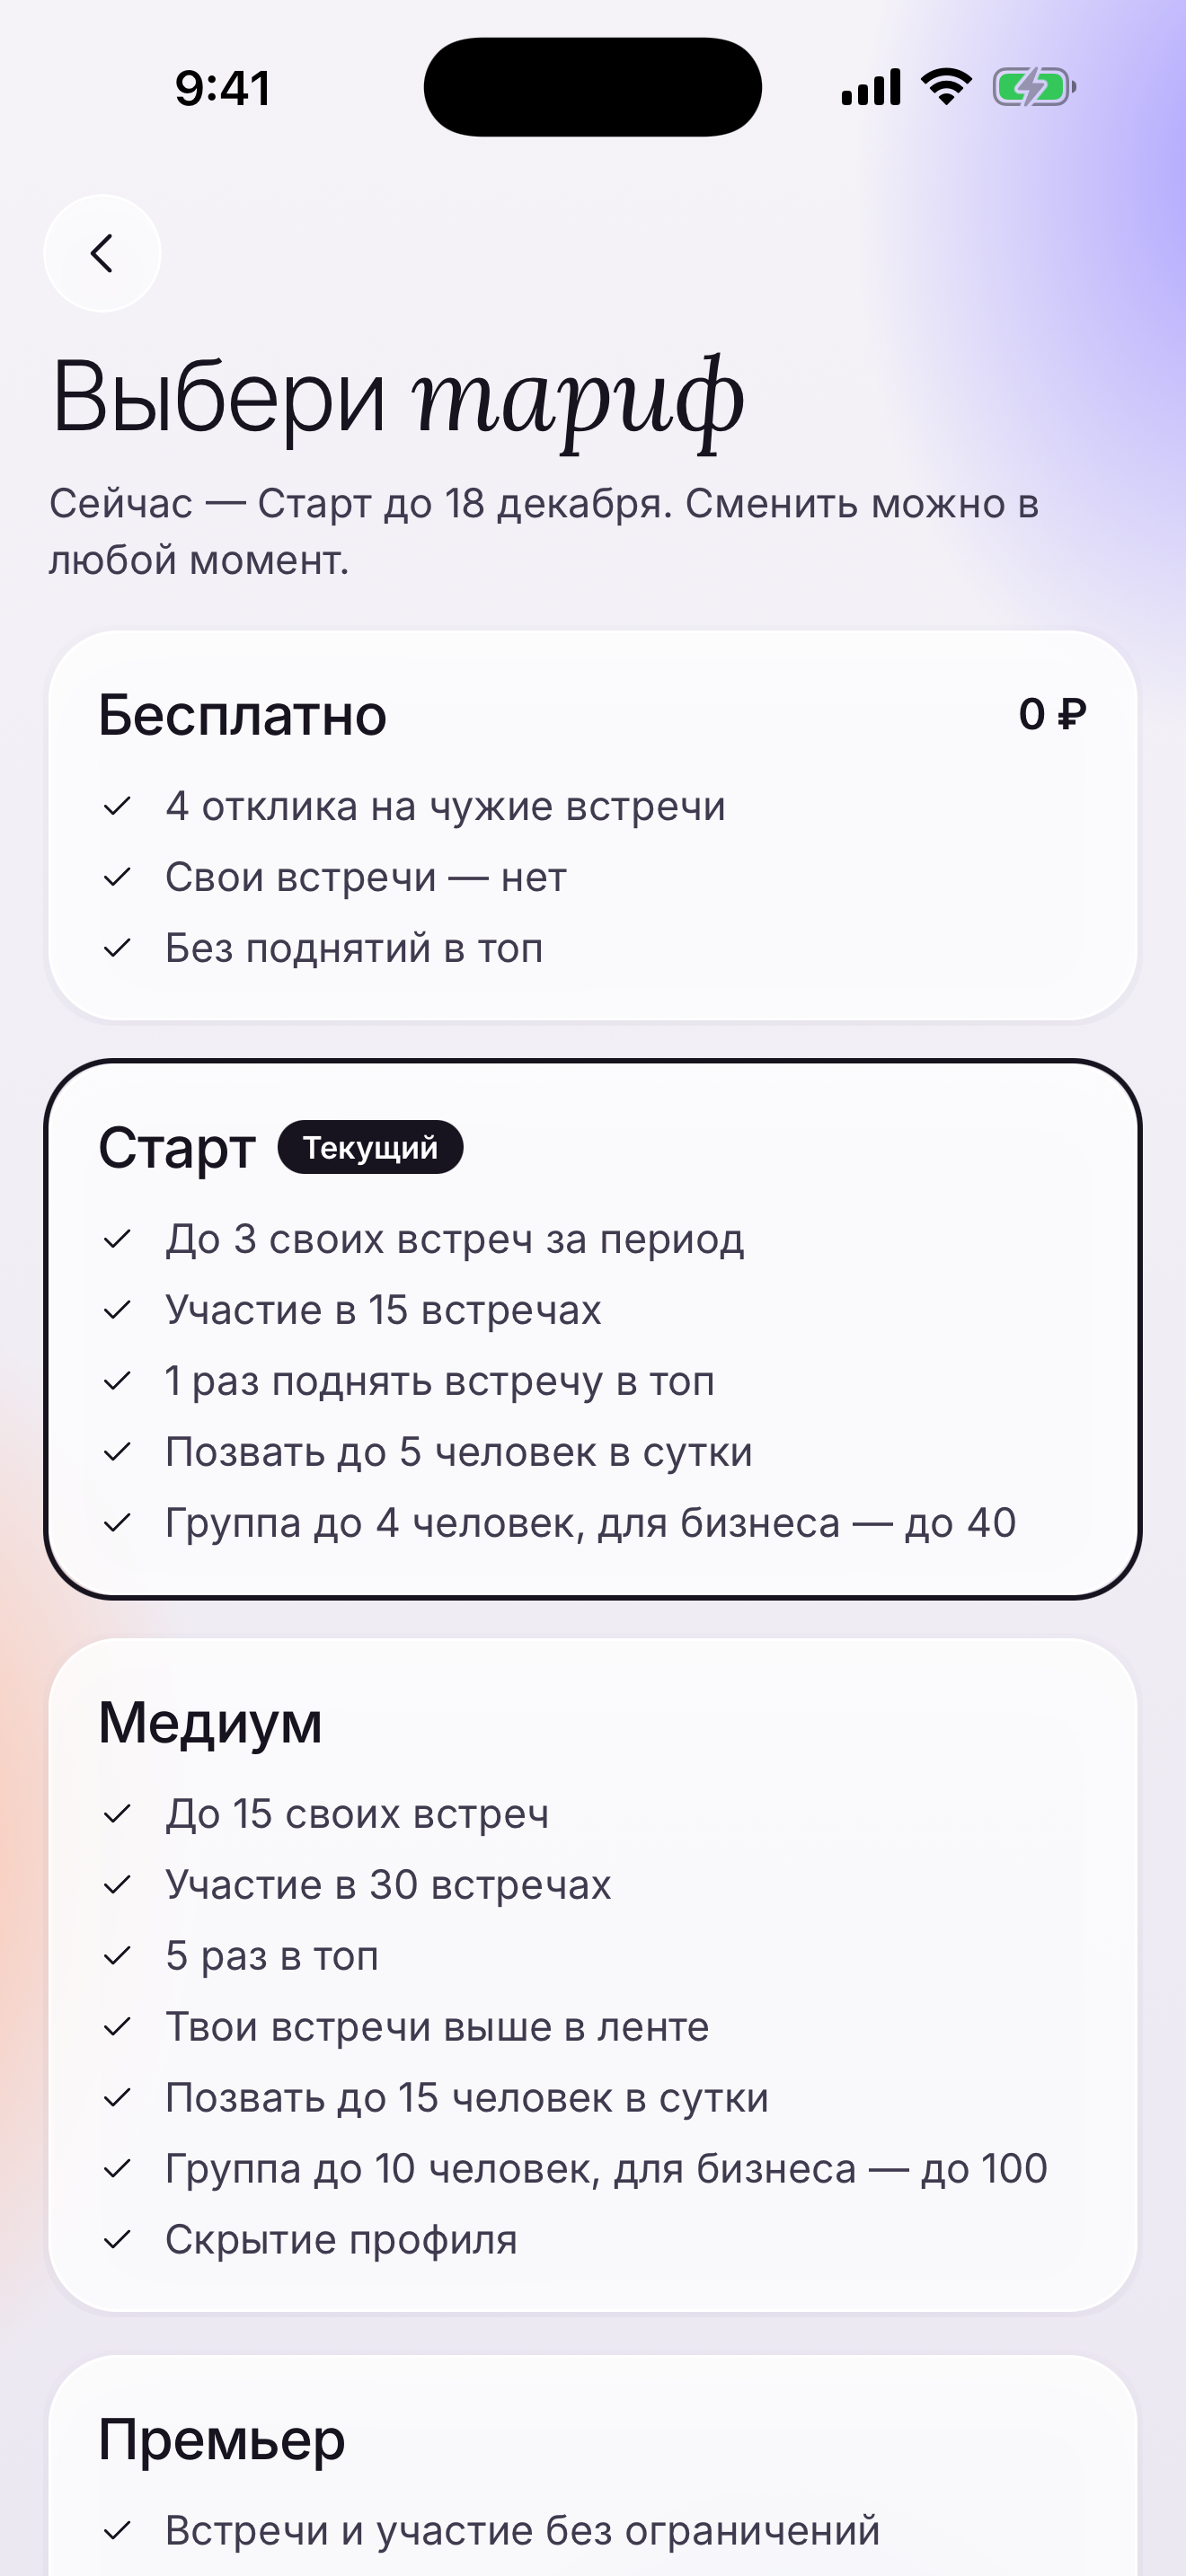 9:41
Выбери тариф
Сейчас — Старт до 18 декабря. Сменить можно в
любой момент.
Бесплатно 0 ₽
4 отклика на чужие встречи
Свои встречи — нет
Без поднятий в топ
Старт Текущий
До 3 своих встреч за период
Участие в 15 встречах
1 раз поднять встречу в топ
Позвать до 5 человек в сутки
Группа до 4 человек, для бизнеса — до 40
Медиум
До 15 своих встреч
Участие в 30 встречах
5 раз в топ
Твои встречи выше в ленте
Позвать до 15 человек в сутки
Группа до 10 человек, для бизнеса — до 100
Скрытие профиля
Премьер
Встречи и участие без ограничений